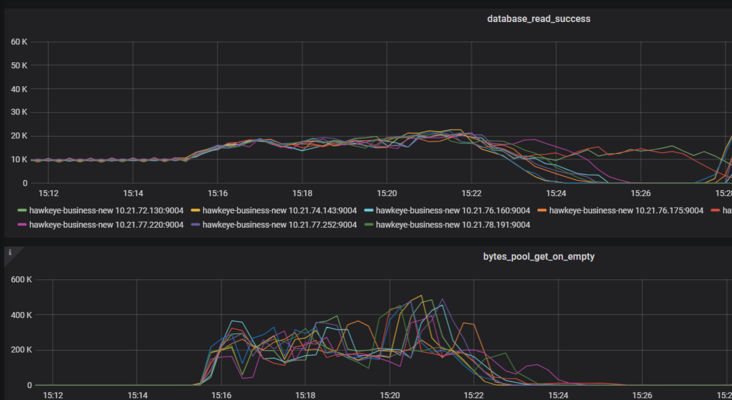 database_read_success
60 K
50 K
40 K
30 K
20 K
10 K
0
15:12 15:14 15:16 15:18 15:20 15:22 15:24 15:26
hawkeye-business-new 10.21.72.130:9004 hawkeye-business-new 10.21.74.143:9004 hawkeye-business-new 10.21.76.160:9004 hawkeye-business-new 10.21.76.175:9004
hawkeye-business-new 10.21.77.220:9004 hawkeye-business-new 10.21.77.252:9004 hawkeye-business-new 10.21.78.191:9004
i
bytes_pool_get_on_empty
600 K
400 K
200 K
0
15:12 15:14 15:16 15:18 15:20 15:22 15:24 15:26